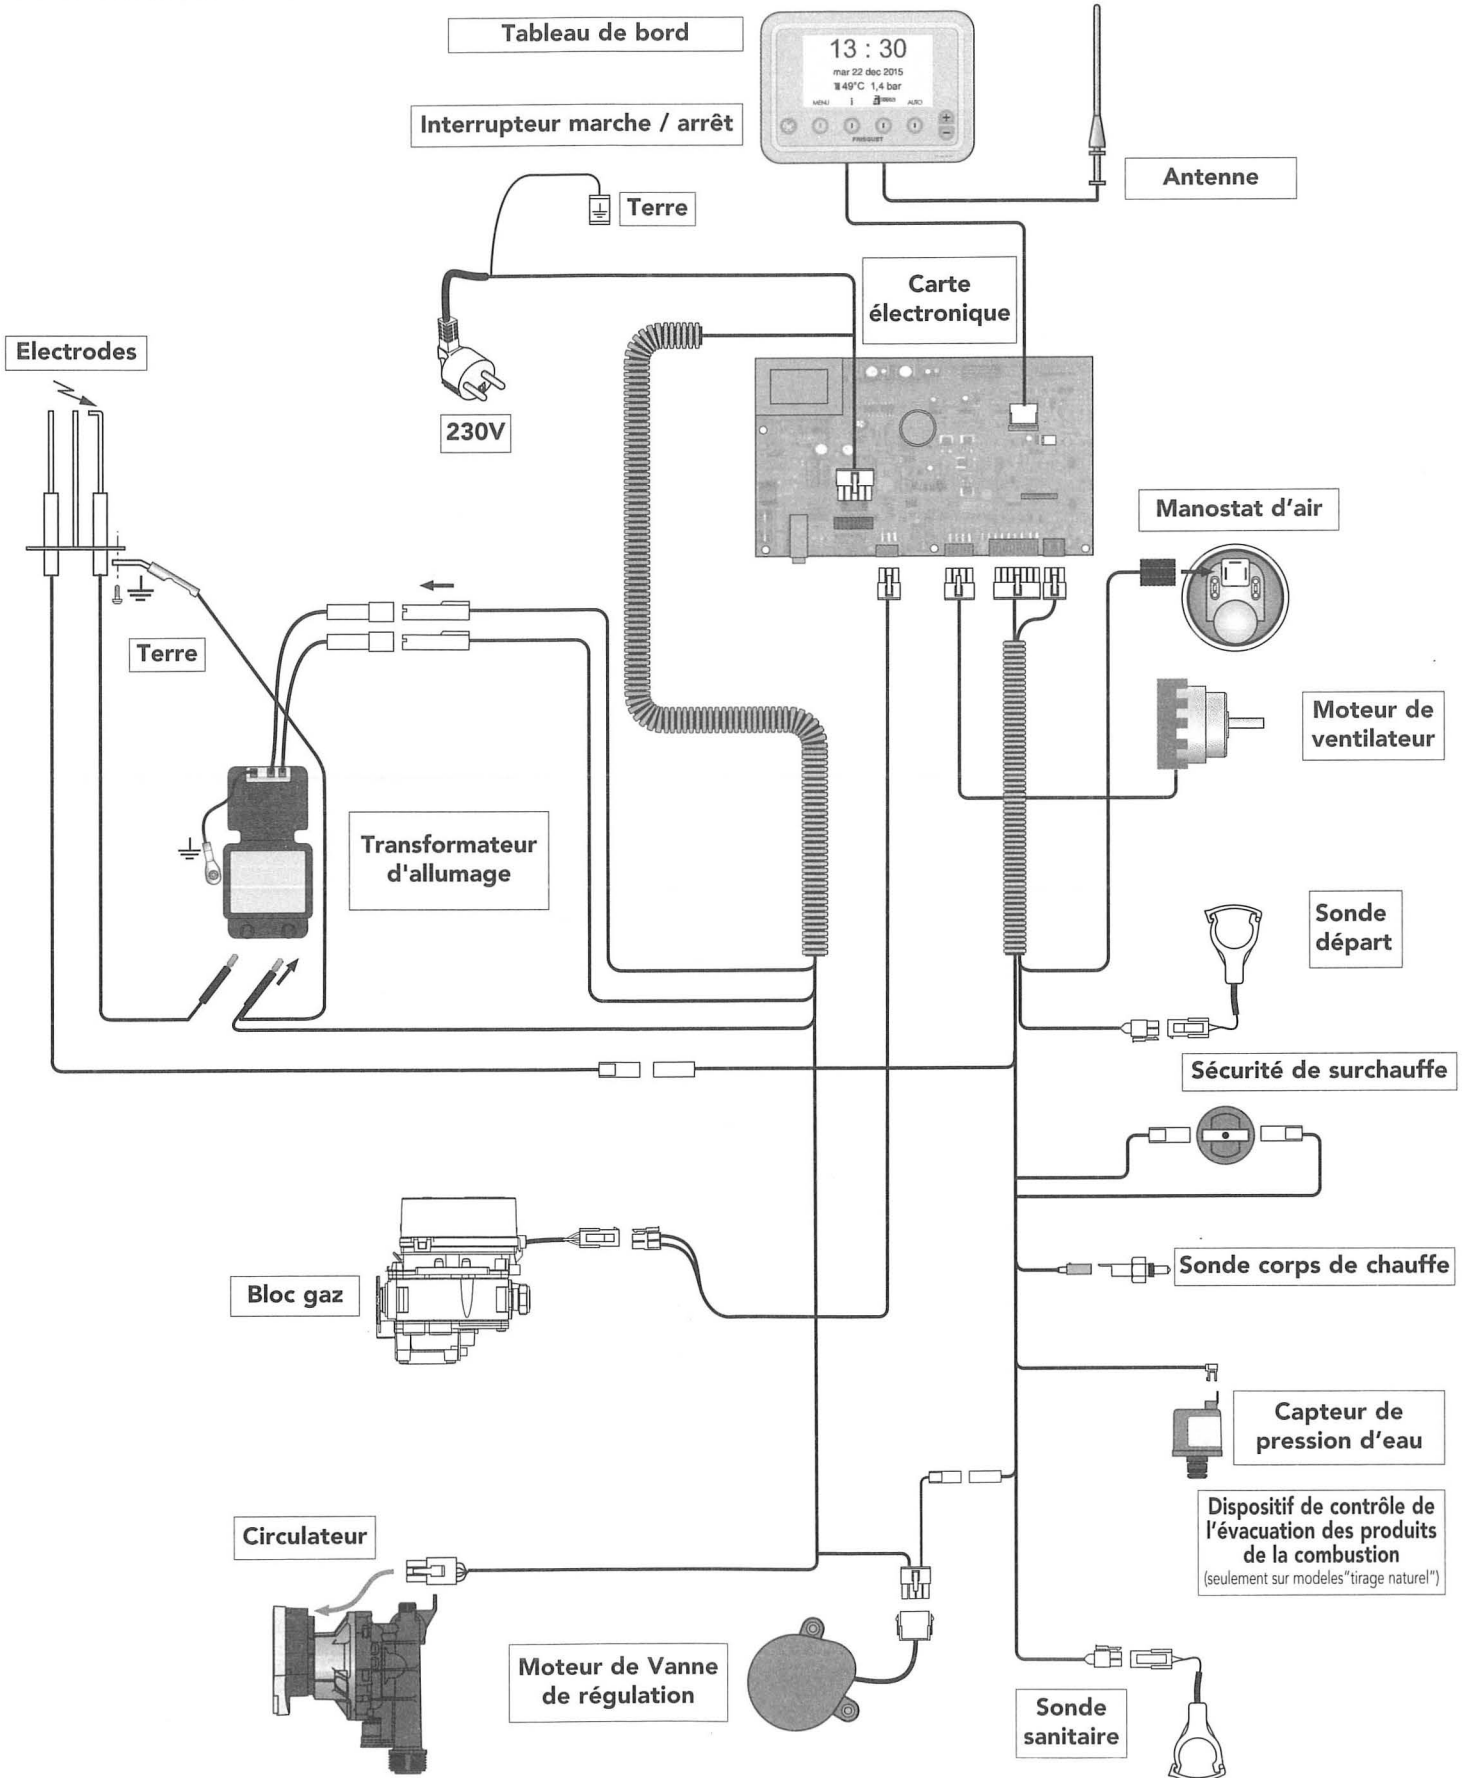 Tableau de bord
13 : 30
mar 22 dec 2015
49°C 1,4 bar
MENU i AUTO
FRISQUET
Interrupteur marche / arrêt
Antenne
Terre
Carte
électronique
Electrodes
230V
Manostat d'air
Terre
Moteur de
ventilateur
Transformateur
d'allumage
Sonde
départ
Sécurité de surchauffe
Bloc gaz
Sonde corps de chauffe
Capteur de
pression d'eau
Dispositif de contrôle de
l'évacuation des produits
de la combustion
(seulement sur modeles"tirage naturel")
Circulateur
Moteur de Vanne
de régulation
Sonde
sanitaire